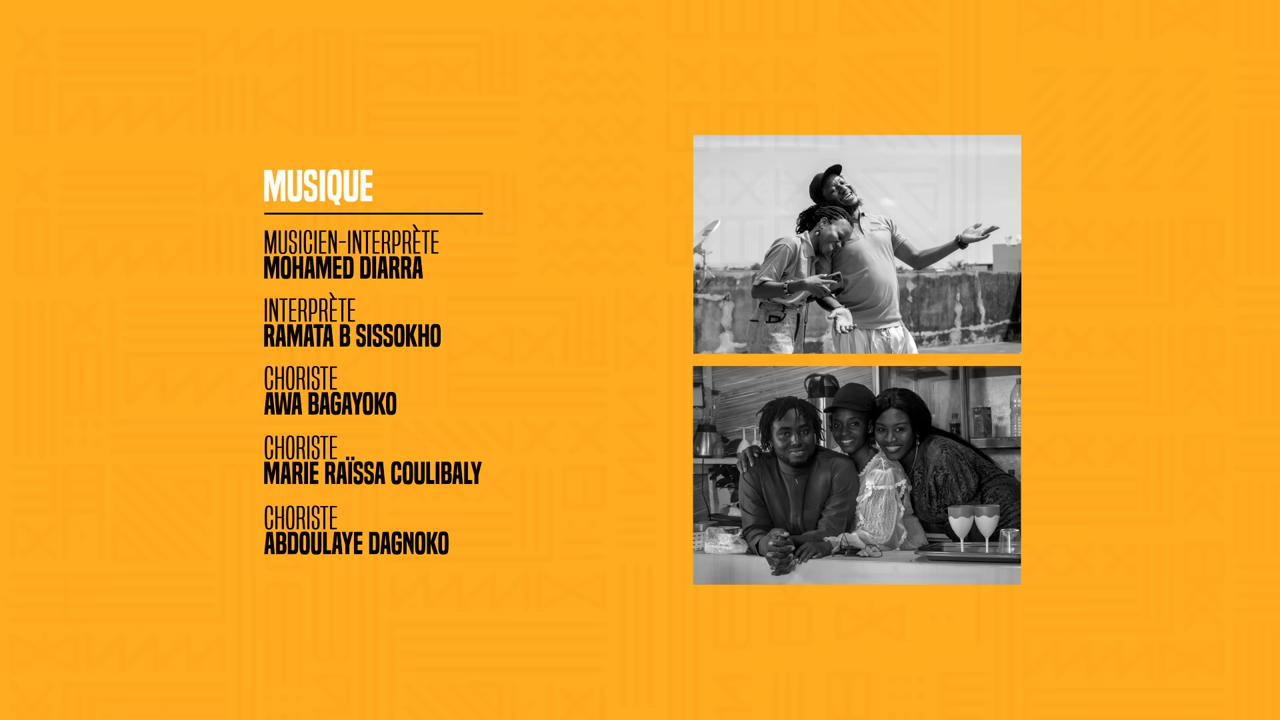 MUSIQUE
MUSICIEN-INTERPRÈTE
MOHAMED DIARRA
INTERPRÈTE
RAMATA B SISSOKHO
CHORISTE
AWA BAGAYOKO
CHORISTE
MARIE RAÏSSA COULIBALY
CHORISTE
ABDOULAYE DAGNOKO